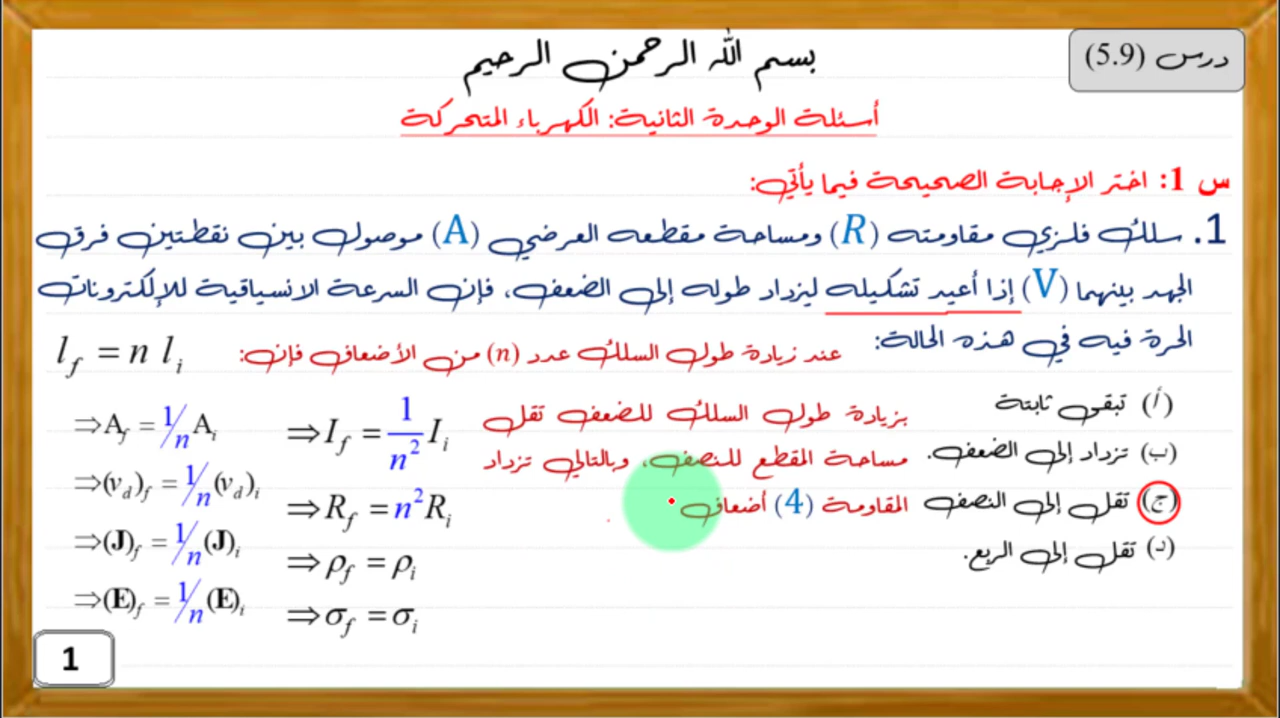 درس (5.9)
بسم الله الرحمن الرحيم
أسئلة الوحدة الثانية: الكهرباء المتحركة
س 1: اختر الإجابة الصحيحة فيما يأتي:
1. سلك فلزي مقاومته (R) ومساحة مقطعه العرضي (A) موصول بين نقطتين فرق
الجهد بينهما (V) إذا أعيد تشكيله ليزداد طوله إلى الضعف، فإن السرعة الانسياقية للإلكترونات
الحرة فيه في هذه الحالة:
عند زيادة طول السلك عدد (n) من الأضعاف فإن:
l_f = n l_i
(أ) تبقى ثابتة
(ب) تزداد إلى الضعف.
(ج) تقل إلى النصف
(د) تقل إلى الربع.
بزيادة طول السلك للضعف تقل
مساحة المقطع للنصف، وبالتالي تزداد
المقاومة (4) أضعاف
⇒ I_f = 1/n² I_i
⇒ R_f = n² R_i
⇒ ρ_f = ρ_i
⇒ σ_f = σ_i
⇒ A_f = 1/n A_i
⇒ (v_d)_f = 1/n (v_d)_i
⇒ (J)_f = 1/n (J)_i
⇒ (E)_f = 1/n (E)_i
1